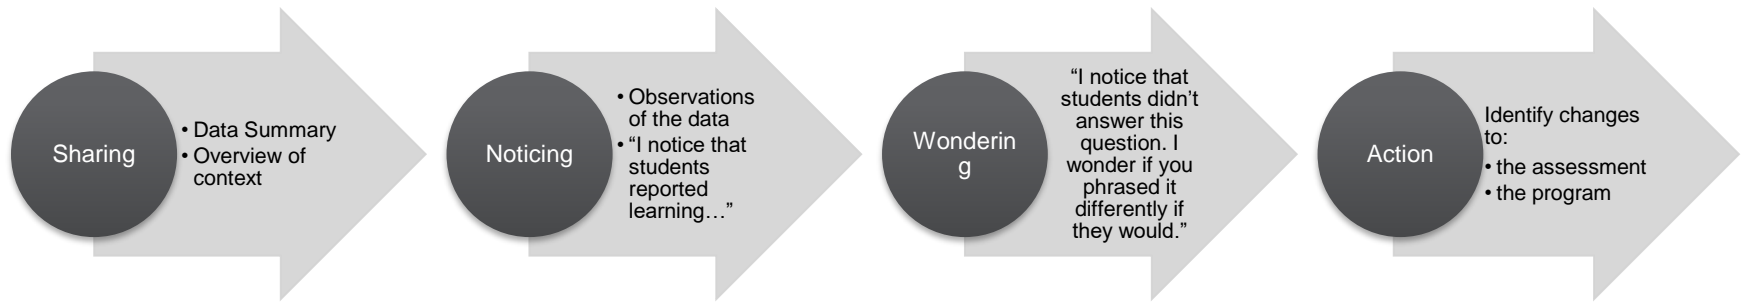 Sharing
• Data Summary
• Overview of
context
Noticing
• Observations
of the data
• “I notice that
students
reported
learning…”
Wonderin
g
“I notice that
students didn’t
answer this
question. I
wonder if you
phrased it
differently if
they would.”
Action
Identify changes
to:
• the assessment
• the program